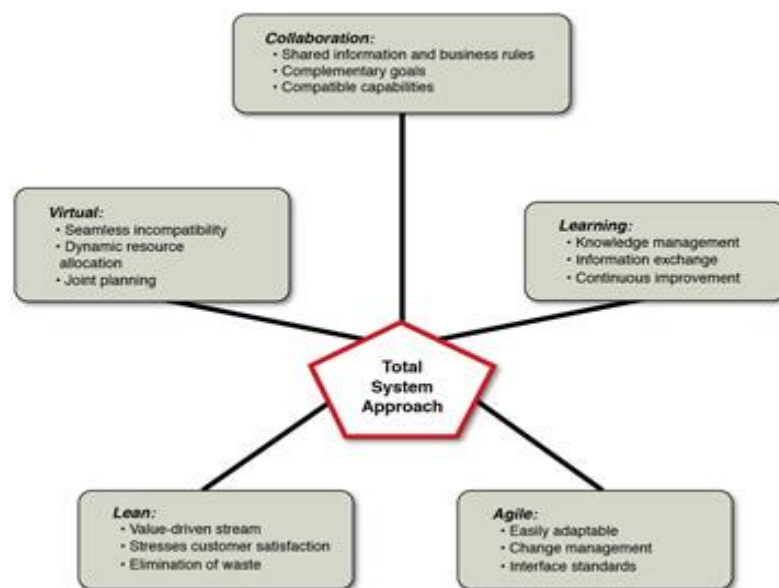 Collaboration:
• Shared information and business rules
• Complementary goals
• Compatible capabilities
Virtual:
• Seamless incompatibility
• Dynamic resource
allocation
• Joint planning
Learning:
• Knowledge management
• Information exchange
• Continuous improvement
Total
System
Approach
Lean:
• Value-driven stream
• Stresses customer satisfaction
• Elimination of waste
Agile:
• Easily adaptable
• Change management
• Interface standards